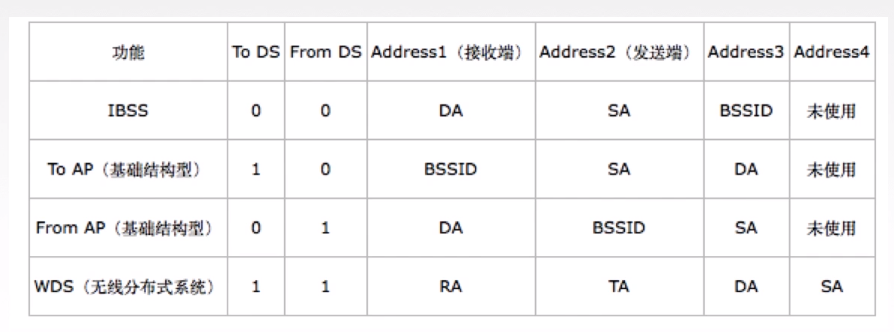 功能 To DS From DS Address1（接收端） Address2（发送端） Address3 Address4
IBSS 0 0 DA SA BSSID 未使用
To AP（基础结构型） 1 0 BSSID SA DA 未使用
From AP（基础结构型） 0 1 DA BSSID SA 未使用
WDS（无线分布式系统） 1 1 RA TA DA SA